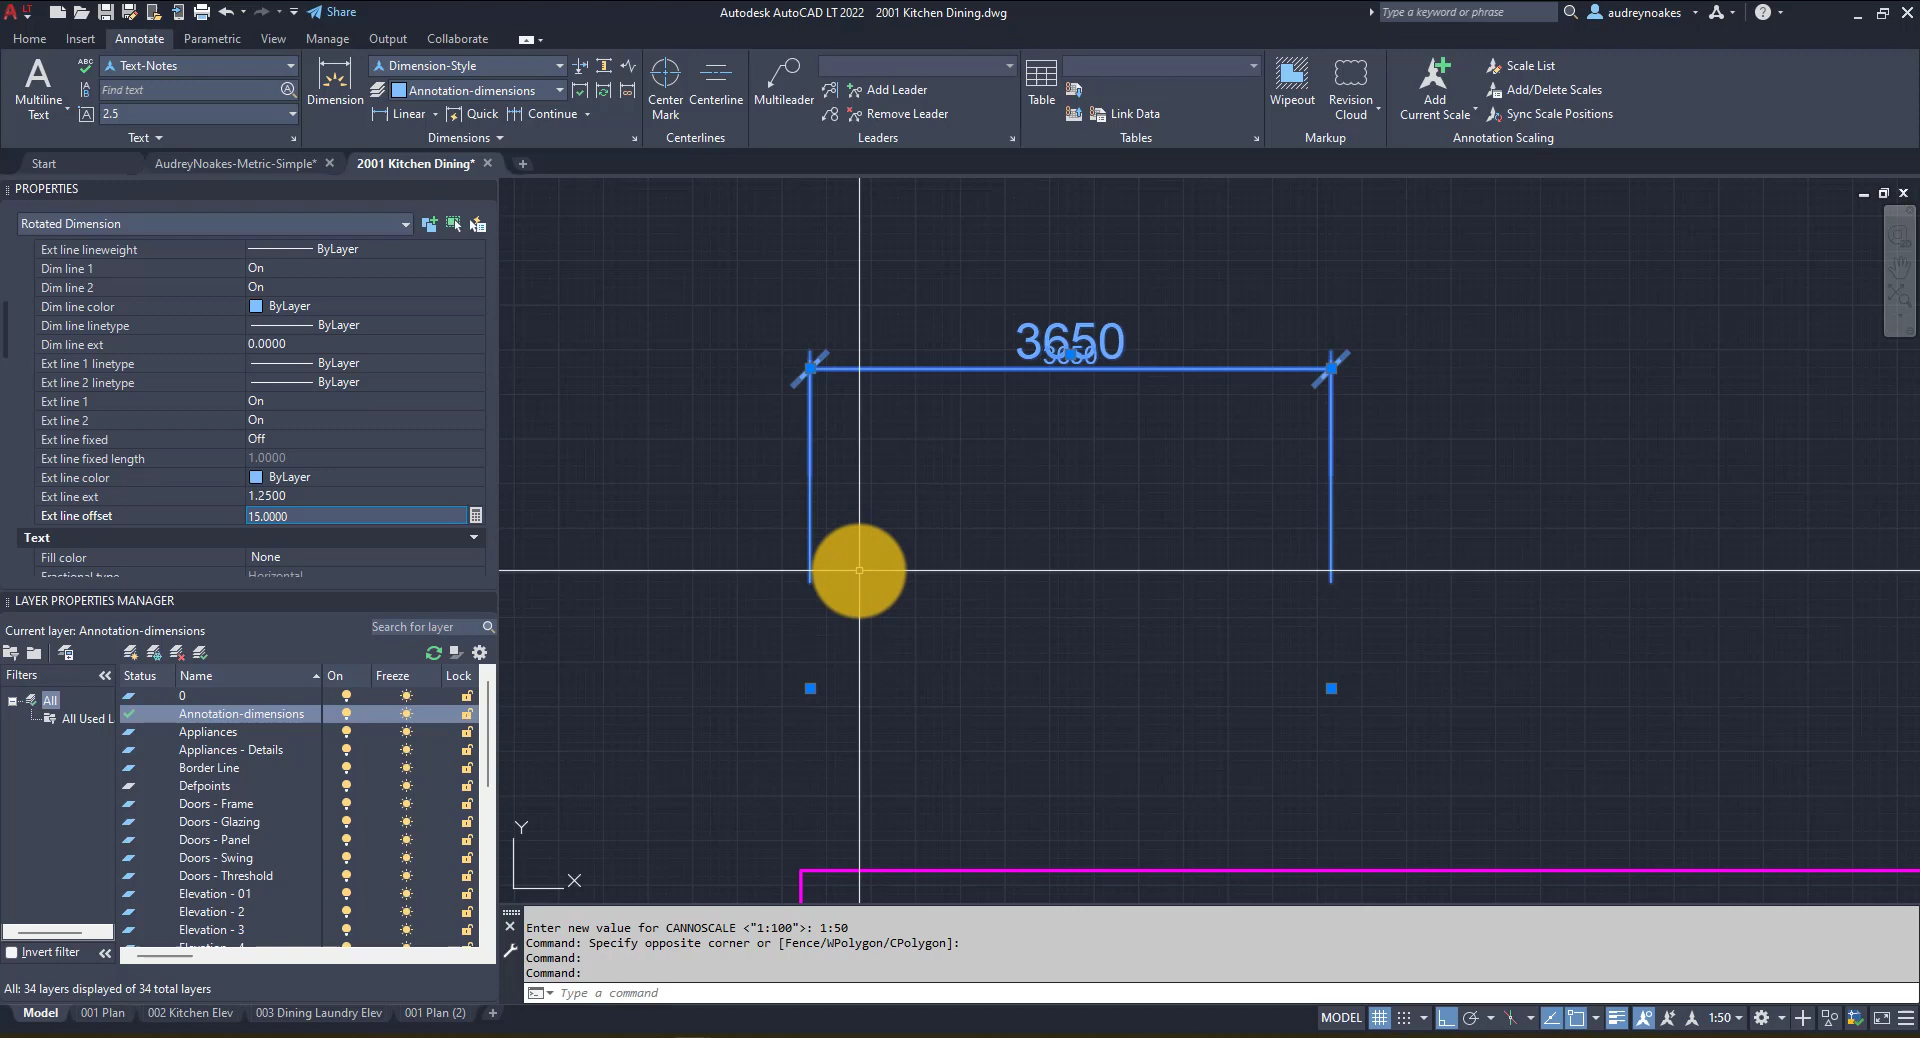 LT
Share
Autodesk AutoCAD LT 2022 2001 Kitchen Dining.dwg
Type a keyword or phrase
audreynoakes
Home Insert Annotate Parametric View Manage Output Collaborate
Multiline Text
ABC
Text-Notes
Find text
2.5
Text
Dimension
Dimension-Style
Annotation-dimensions
Linear Quick Continue
Dimensions
Center Mark
Centerline
Centerlines
Multileader
Add Leader
Remove Leader
Leaders
Table
Link Data
Tables
Wipeout
Revision Cloud
Markup
Add Current Scale
Scale List
Add/Delete Scales
Sync Scale Positions
Annotation Scaling
Start AudreyNoakes-Metric-Simple* 2001 Kitchen Dining*
PROPERTIES
Rotated Dimension
Ext line lineweight ByLayer
Dim line 1 On
Dim line 2 On
Dim line color ByLayer
Dim line linetype ByLayer
Dim line ext 0.0000
Ext line 1 linetype ByLayer
Ext line 2 linetype ByLayer
Ext line 1 On
Ext line 2 On
Ext line fixed Off
Ext line fixed length 1.0000
Ext line color ByLayer
Ext line ext 1.2500
Ext line offset 15.0000
Text
Fill color None
Fractional type Horizontal
3650
3650
LAYER PROPERTIES MANAGER
Current layer: Annotation-dimensions
Search for layer
Filters
All
All Used L
Status Name On Freeze Lock
0
Annotation-dimensions
Appliances
Appliances - Details
Border Line
Defpoints
Doors - Frame
Doors - Glazing
Doors - Panel
Doors - Swing
Doors - Threshold
Elevation - 01
Elevation - 2
Elevation - 3
Elevation - 4
Invert filter
All: 34 layers displayed of 34 total layers
Y
X
Enter new value for CANNOSCALE <"1:100">: 1:50
Command: Specify opposite corner or [Fence/WPolygon/CPolygon]:
Command:
Command:
Type a command
Model 001 Plan 002 Kitchen Elev 003 Dining Laundry Elev 001 Plan (2)
MODEL
1:50